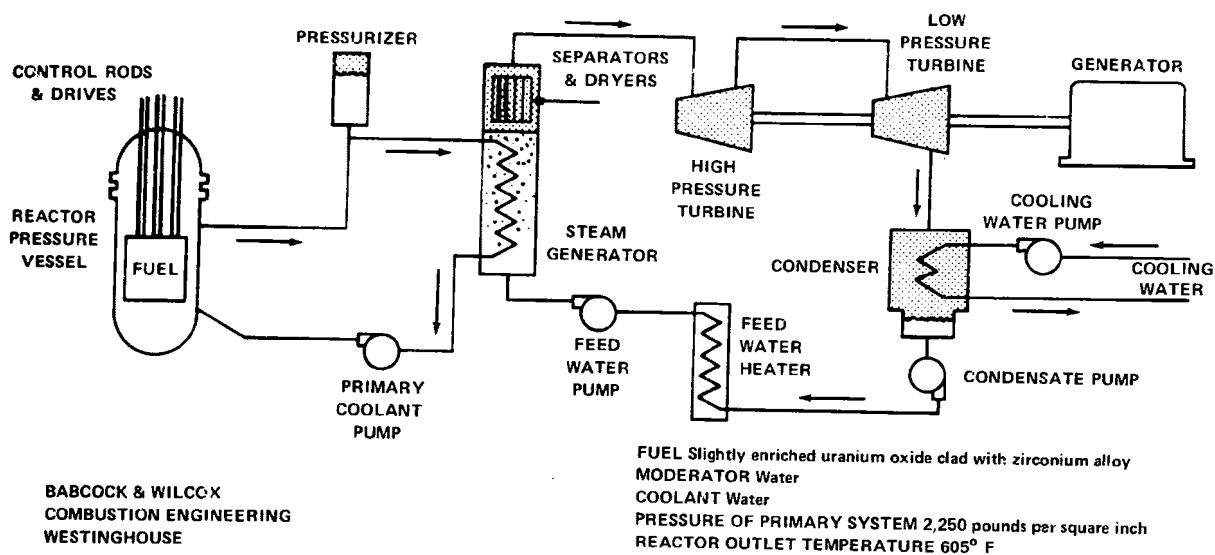 PRESSURIZER
CONTROL RODS
& DRIVES
SEPARATORS
& DRYERS
LOW
PRESSURE
TURBINE
GENERATOR
REACTOR
PRESSURE
VESSEL
FUEL
HIGH
PRESSURE
TURBINE
STEAM
GENERATOR
COOLING
WATER PUMP
CONDENSER
COOLING
WATER
PRIMARY
COOLANT
PUMP
FEED
WATER
PUMP
FEED
WATER
HEATER
CONDENSATE PUMP
BABCOCK & WILCOX
COMBUSTION ENGINEERING
WESTINGHOUSE
FUEL Slightly enriched uranium oxide clad with zirconium alloy
MODERATOR Water
COOLANT Water
PRESSURE OF PRIMARY SYSTEM 2,250 pounds per square inch
REACTOR OUTLET TEMPERATURE 605° F